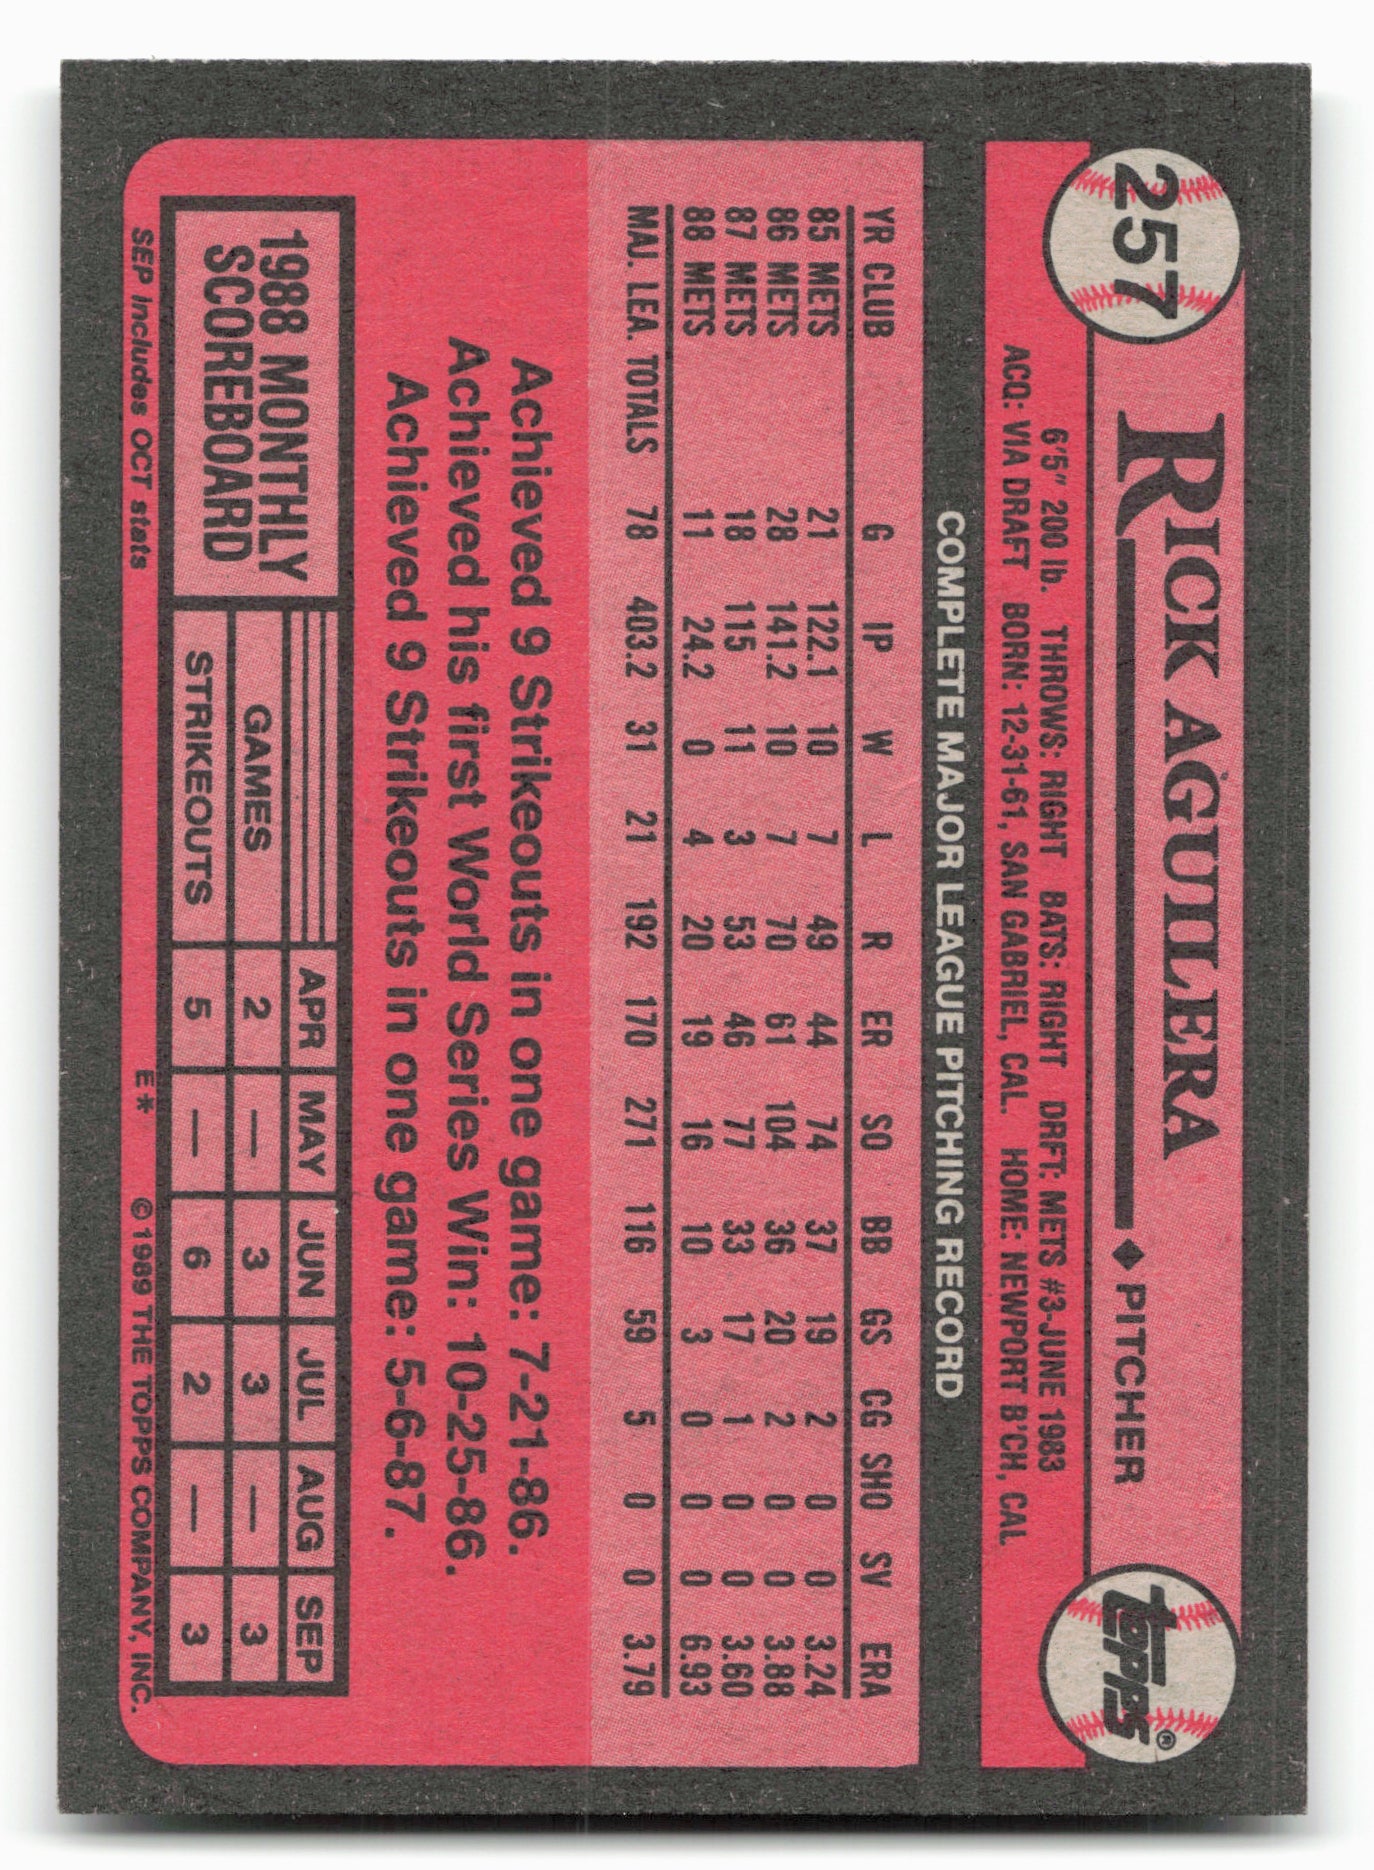 257
RICK AGUILERA ◆ PITCHER
Topps®
6'5" 200 lb. THROWS: RIGHT BATS: RIGHT DRFT: METS #3-JUNE 1983
ACQ: VIA DRAFT BORN: 12-31-61, SAN GABRIEL, CAL. HOME: NEWPORT B'CH, CAL
COMPLETE MAJOR LEAGUE PITCHING RECORD
YR CLUB G IP W L R ER SO BB GS CG SHO SV ERA
85 METS 21 122.1 10 7 49 44 74 37 19 2 0 0 3.24
86 METS 28 141.2 10 7 70 61 104 36 20 2 0 0 3.88
87 METS 18 115 11 3 53 46 77 33 17 1 0 0 3.60
88 METS 11 24.2 0 4 20 19 16 10 3 0 0 0 6.93
MAJ. LEA. TOTALS 78 403.2 31 21 192 170 271 116 59 5 0 0 3.79
Achieved 9 Strikeouts in one game: 7-21-86.
Achieved his first World Series Win: 10-25-86.
Achieved 9 Strikeouts in one game: 5-6-87.
1988 MONTHLY
SCOREBOARD
APR MAY JUN JUL AUG SEP
GAMES 2 — 3 3 — 3
STRIKEOUTS 5 — 6 2 — 3
SEP includes OCT stats E* © 1989 THE TOPPS COMPANY, INC.